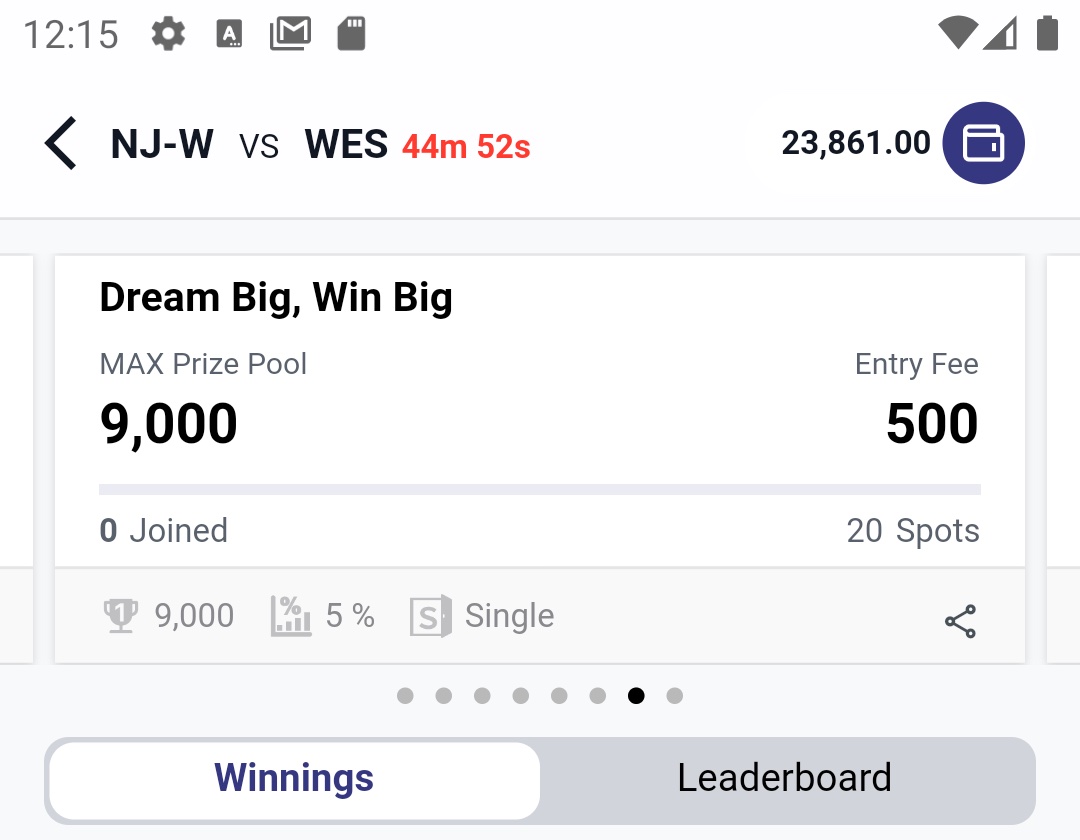 12:15
NJ-W VS WES 44m 52s 23,861.00
Dream Big, Win Big
MAX Prize Pool Entry Fee
9,000 500
0 Joined 20 Spots
1 9,000 % 5 % S Single
Winnings Leaderboard